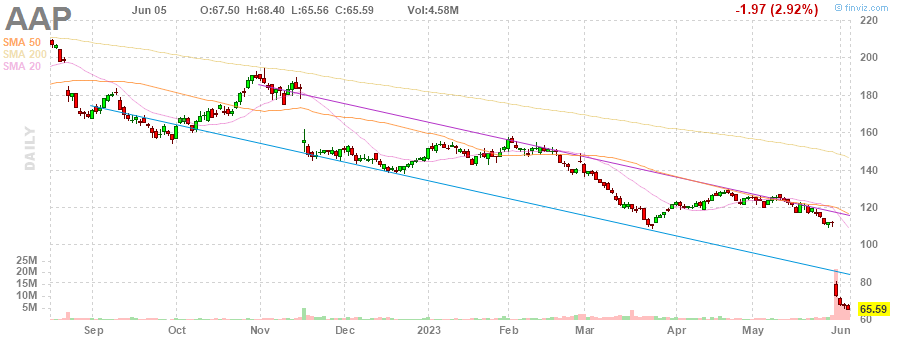 AAP Jun 05 O:67.50 H:68.40 L:65.56 C:65.59 Vol:4.58M -1.97 (2.92%) © finviz.com
SMA 50
SMA 200
SMA 20
DAILY
220
200
180
160
140
120
100
80
65.59
60
25M
20M
15M
10M
5M
Sep Oct Nov Dec 2023 Feb Mar Apr May Jun